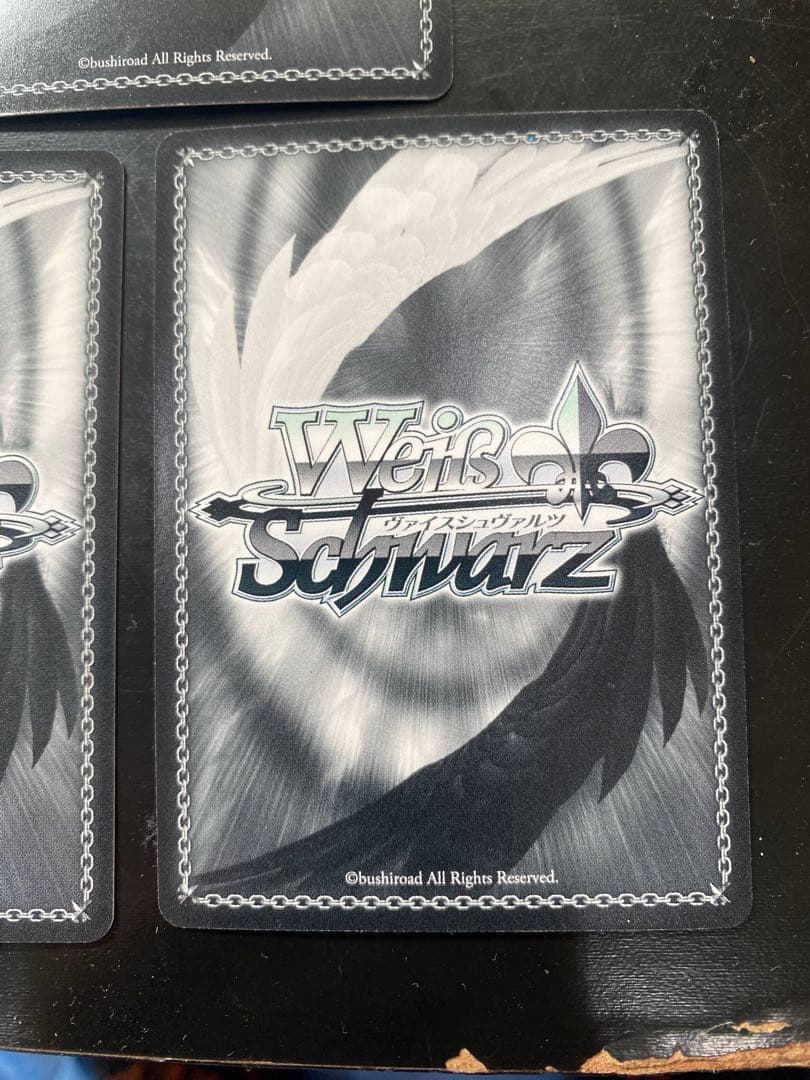 ©bushiroad All Rights Reserved.
Weiß
ヴァイスシュヴァルツ
Schwarz
©bushiroad All Rights Reserved.